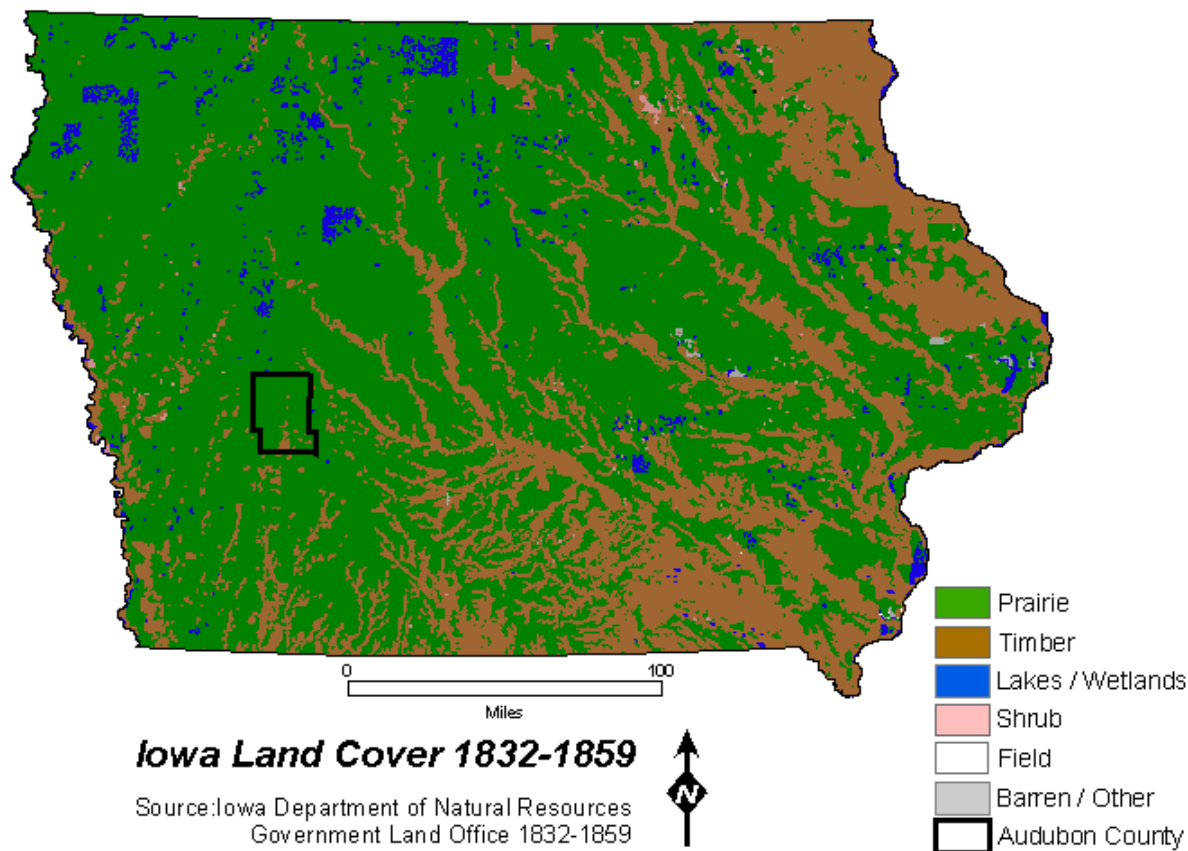 Prairie
Timber
Lakes / Wetlands
Shrub
Field
Barren / Other
Audubon County
0 100
Miles
Iowa Land Cover 1832-1859
N
Source:Iowa Department of Natural Resources
Government Land Office 1832-1859